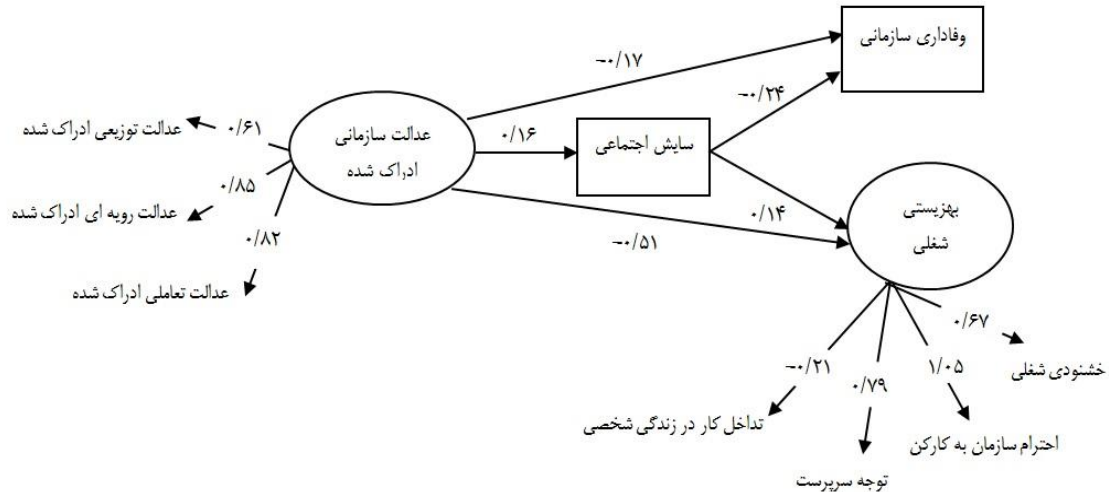 وفاداری سازمانی
−۰/۱۷
−۰/۲۴
عدالت سازمانی
ادراک شده
۰/۱۶
سایش اجتماعی
۰/۶۱
عدالت توزیعی ادراک شده
۰/۸۵
عدالت رویه ای ادراک شده
۰/۸۲
عدالت تعاملی ادراک شده
۰/۱۴
−۰/۵۱
بهزیستی
شغلی
۰/۶۷
خشنودی شغلی
۱/۰۵
احترام سازمان به کارکن
۰/۷۹
توجه سرپرست
−۰/۲۱
تداخل کار در زندگی شخصی